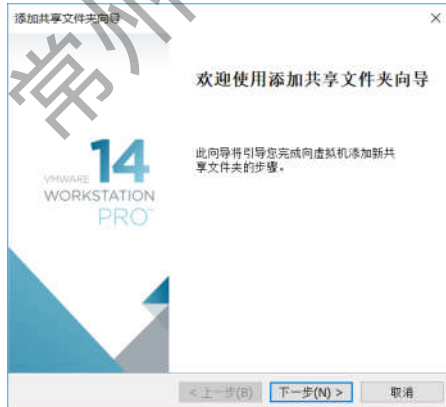 添加共享文件夹向导
欢迎使用添加共享文件夹向导
此向导将引导您完成向虚拟机添加新共
享文件夹的步骤。
14
VMWARE
WORKSTATION
PRO™
< 上一步(B)
下一步(N) >
取消
常州